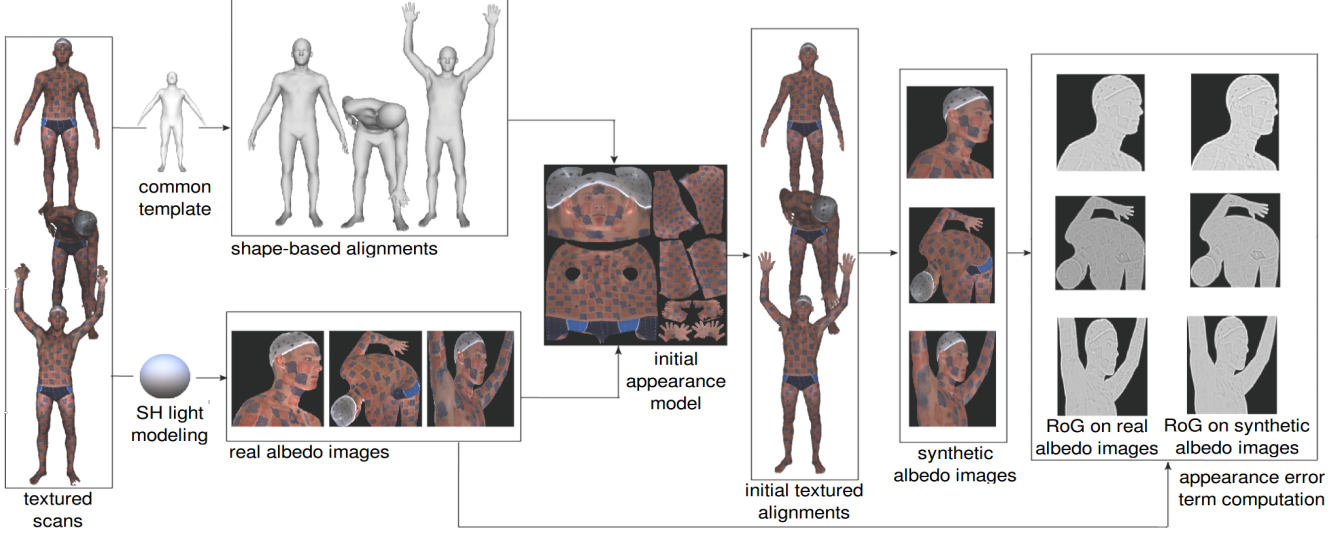 textured
scans
common
template
shape-based alignments
SH light
modeling
real albedo images
initial
appearance
model
initial textured
alignments
synthetic
albedo images
RoG on real
albedo images
RoG on synthetic
albedo images
appearance error
term computation